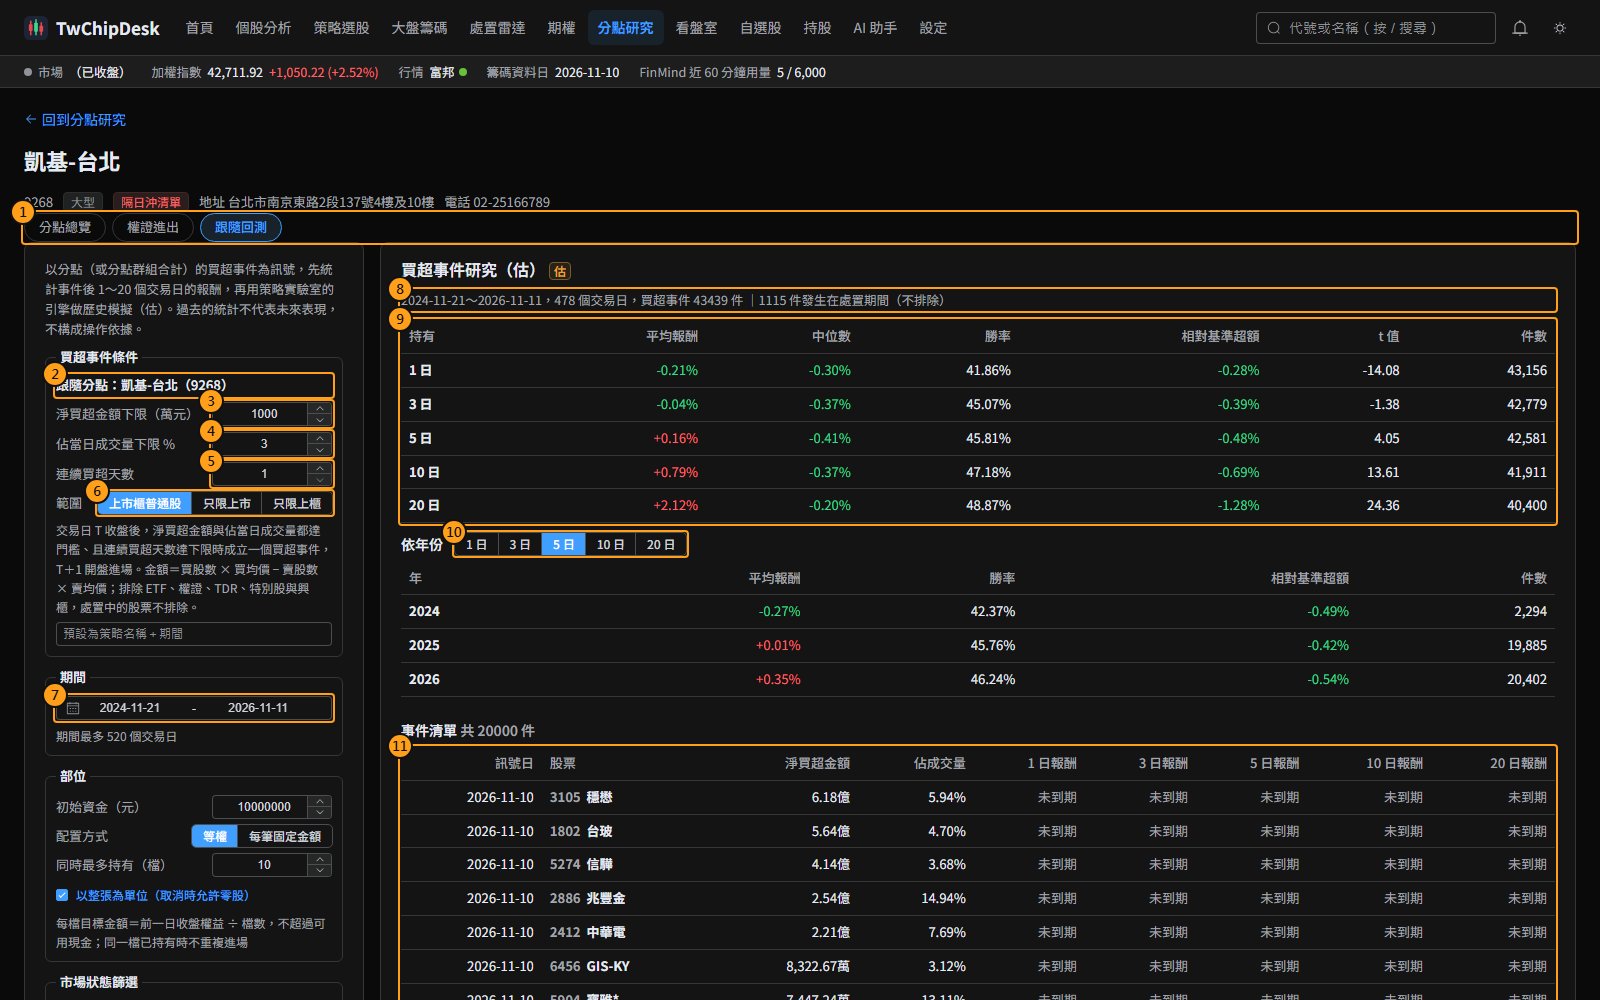 TwChipDesk 首頁 個股分析 策略選股 大盤籌碼 處置雷達 期權 分點研究 看盤室 自選股 持股 AI 助手 設定 代號或名稱（按 / 搜尋）
市場 （已收盤） 加權指數 42,711.92 +1,050.22 (+2.52%) 行情 富邦 籌碼資料日 2026-11-10 FinMind 近 60 分鐘用量 5 / 6,000
← 回到分點研究
凱基-台北
9268 大型 隔日沖清單 地址 台北市南京東路2段137號4樓及10樓 電話 02-25166789
1
分點總覽 權證進出 跟隨回測
以分點（或分點群組合計）的買超事件為訊號，先統
計事件後 1～20 個交易日的報酬，再用策略實驗室的
引擎做歷史模擬（估）。過去的統計不代表未來表現，
不構成操作依據。
買超事件條件
2
跟隨分點：凱基-台北（9268）
3
淨買超金額下限（萬元） 1000
4
佔當日成交量下限 % 3
5
連續買超天數 1
6
範圍 上市櫃普通股 只限上市 只限上櫃
交易日 T 收盤後，淨買超金額與佔當日成交量都達
門檻、且連續買超天數達下限時成立一個買超事件，
T＋1 開盤進場。金額＝買股數 × 買均價 − 賣股數
× 賣均價；排除 ETF、權證、TDR、特別股與興
櫃，處置中的股票不排除。
預設為策略名稱 + 期間
期間
7
2024-11-21 - 2026-11-11
期間最多 520 個交易日
部位
初始資金（元） 10000000
配置方式 等權 每筆固定金額
同時最多持有（檔） 10
以整張為單位（取消時允許零股）
每檔目標金額＝前一日收盤權益 ÷ 檔數，不超過可
用現金；同一檔已持有時不重複進場
市場狀態篩選
買超事件研究（估） 估
8
2024-11-21～2026-11-11，478 個交易日，買超事件 43439 件 ｜1115 件發生在處置期間（不排除）
9
持有 平均報酬 中位數 勝率 相對基準超額 t 值 件數
1 日 -0.21% -0.30% 41.86% -0.28% -14.08 43,156
3 日 -0.04% -0.37% 45.07% -0.39% -1.38 42,779
5 日 +0.16% -0.41% 45.81% -0.48% 4.05 42,581
10 日 +0.79% -0.37% 47.18% -0.69% 13.61 41,911
20 日 +2.12% -0.20% 48.87% -1.28% 24.36 40,400
10
依年份 1 日 3 日 5 日 10 日 20 日
年 平均報酬 勝率 相對基準超額 件數
2024 -0.27% 42.37% -0.49% 2,294
2025 +0.01% 45.76% -0.42% 19,885
2026 +0.35% 46.24% -0.54% 20,402
事件清單 共 20000 件
11
訊號日 股票 淨買超金額 佔成交量 1 日報酬 3 日報酬 5 日報酬 10 日報酬 20 日報酬
2026-11-10 3105 穩懋 6.18億 5.94% 未到期 未到期 未到期 未到期 未到期
2026-11-10 1802 台玻 5.64億 4.70% 未到期 未到期 未到期 未到期 未到期
2026-11-10 5274 信驊 4.14億 3.68% 未到期 未到期 未到期 未到期 未到期
2026-11-10 2886 兆豐金 2.54億 14.94% 未到期 未到期 未到期 未到期 未到期
2026-11-10 2412 中華電 2.21億 7.69% 未到期 未到期 未到期 未到期 未到期
2026-11-10 6456 GIS-KY 8,322.67萬 3.12% 未到期 未到期 未到期 未到期 未到期
2026-11-10 5904 寶雅* 7,447.24萬 13.11% 未到期 未到期 未到期 未到期 未到期